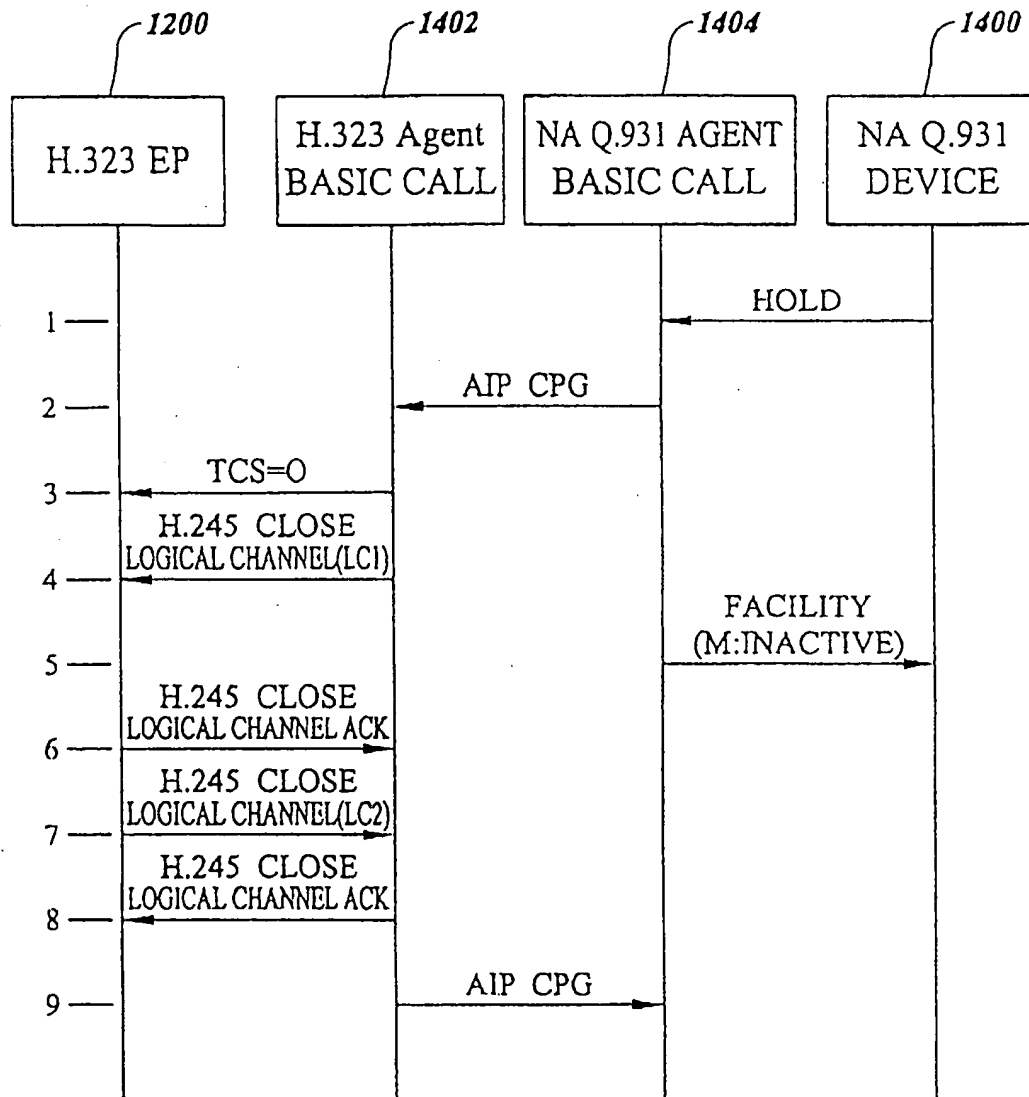 1200
1402
1404
1400
H.323 EP
H.323 Agent
BASIC CALL
NA Q.931 AGENT
BASIC CALL
NA Q.931
DEVICE
1
HOLD
2
AIP CPG
3
TCS=O
4
H.245 CLOSE
LOGICAL CHANNEL(LC1)
5
FACILITY
(M:INACTIVE)
6
H.245 CLOSE
LOGICAL CHANNEL ACK
7
H.245 CLOSE
LOGICAL CHANNEL(LC2)
8
H.245 CLOSE
LOGICAL CHANNEL ACK
9
AIP CPG